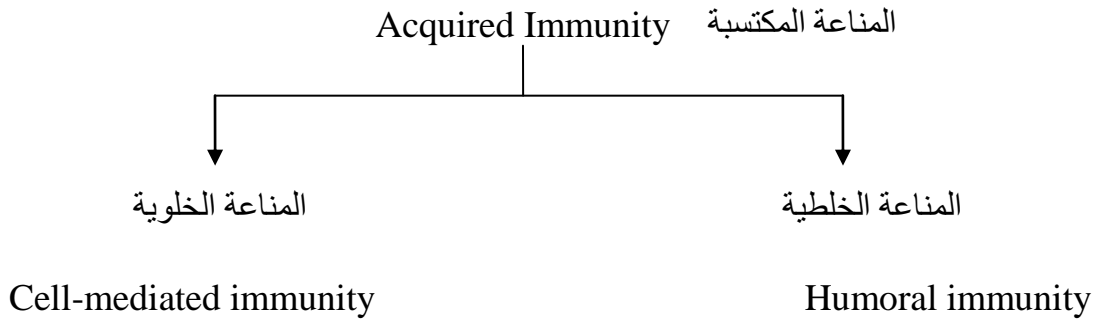 Acquired Immunity المناعة المكتسبة
المناعة الخلوية
المناعة الخلطية
Cell-mediated immunity
Humoral immunity